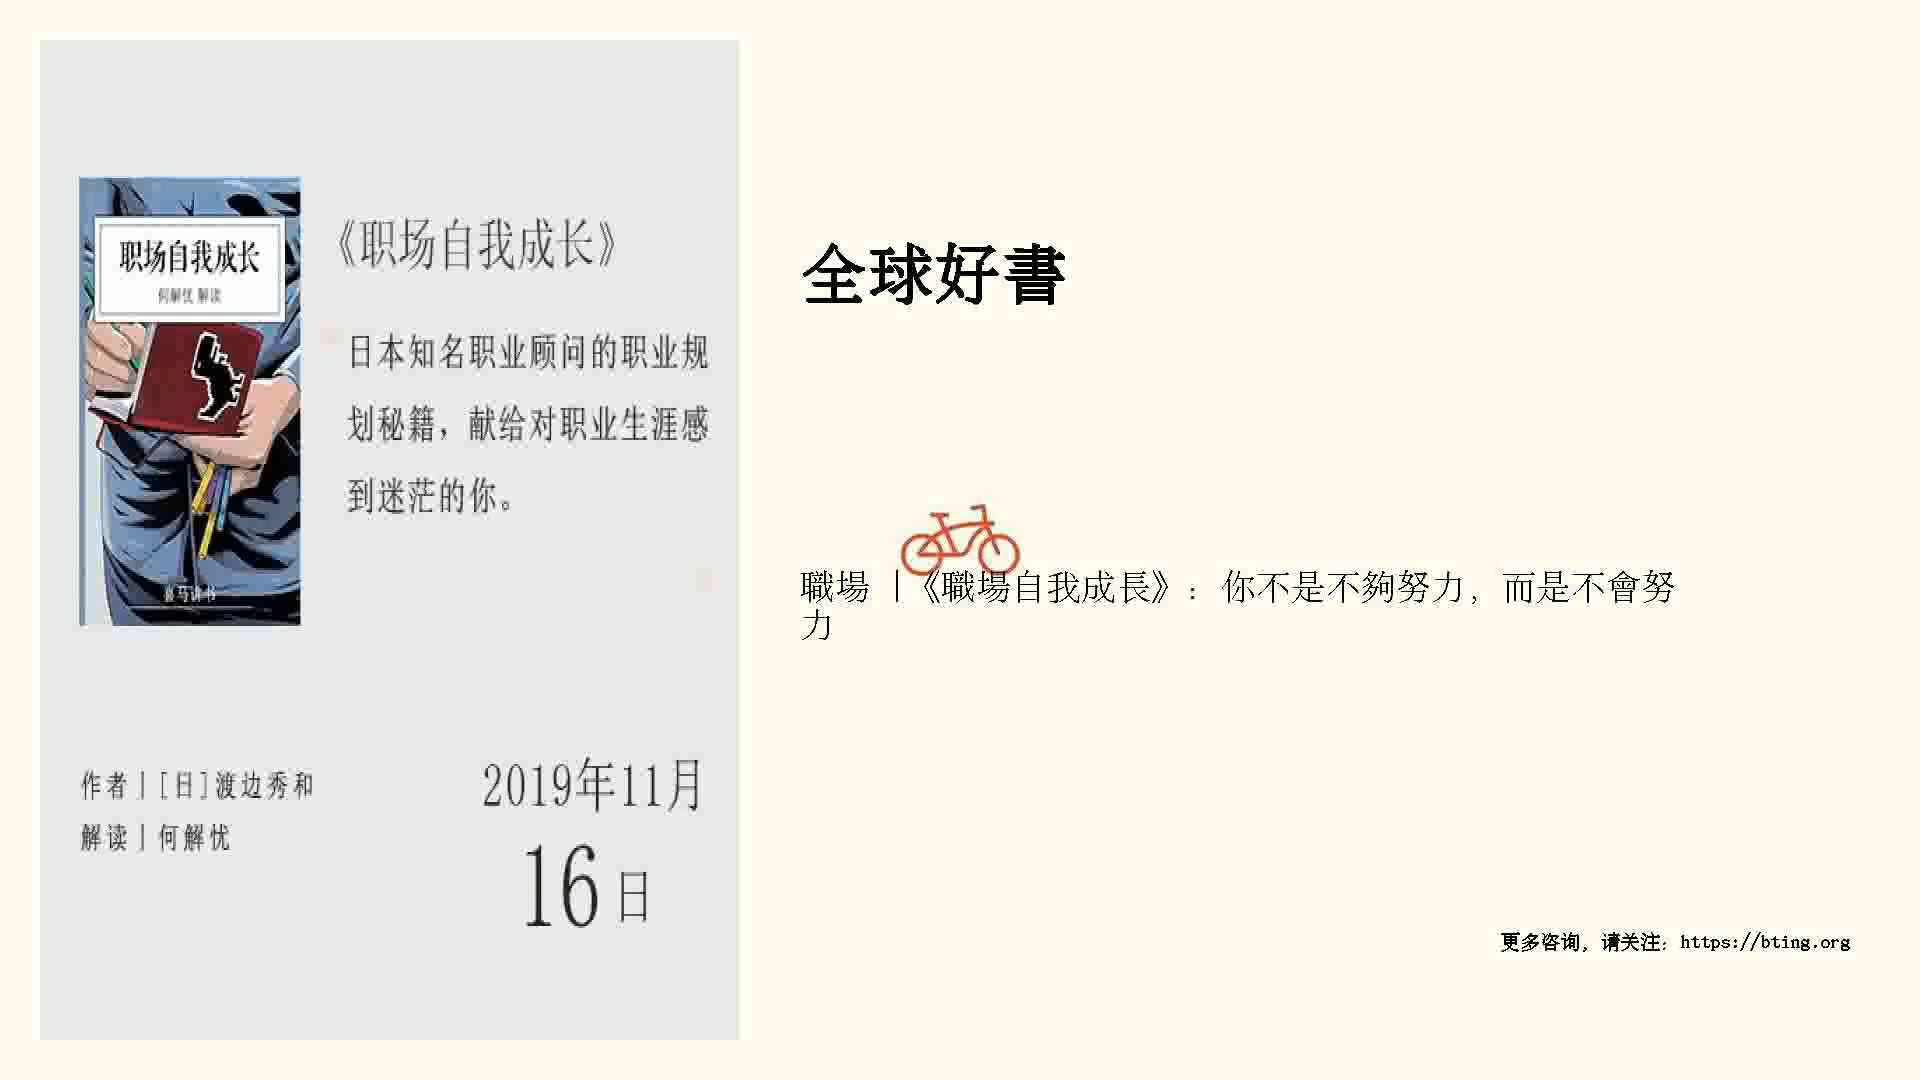 职场自我成长
何解忧 解读
喜马讲书
《职场自我成长》
日本知名职业顾问的职业规
划秘籍，献给对职业生涯感
到迷茫的你。
作者丨[日]渡边秀和
解读丨何解忧
2019年11月
16日
全球好書
職場 |《職場自我成長》：你不是不夠努力，而是不會努
力
更多咨询，请关注：https://bting.org